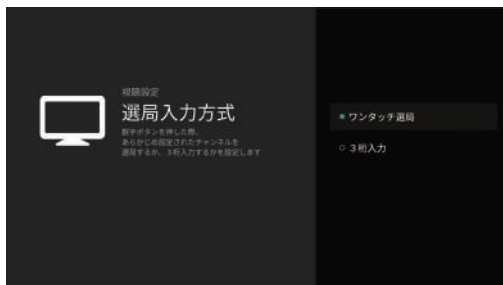 視聴設定
選局入力方式
数字ボタンを押した際、
あらかじめ設定されたチャンネルを
選局するか、3桁入力するかを設定します
ワンタッチ選局
3桁入力